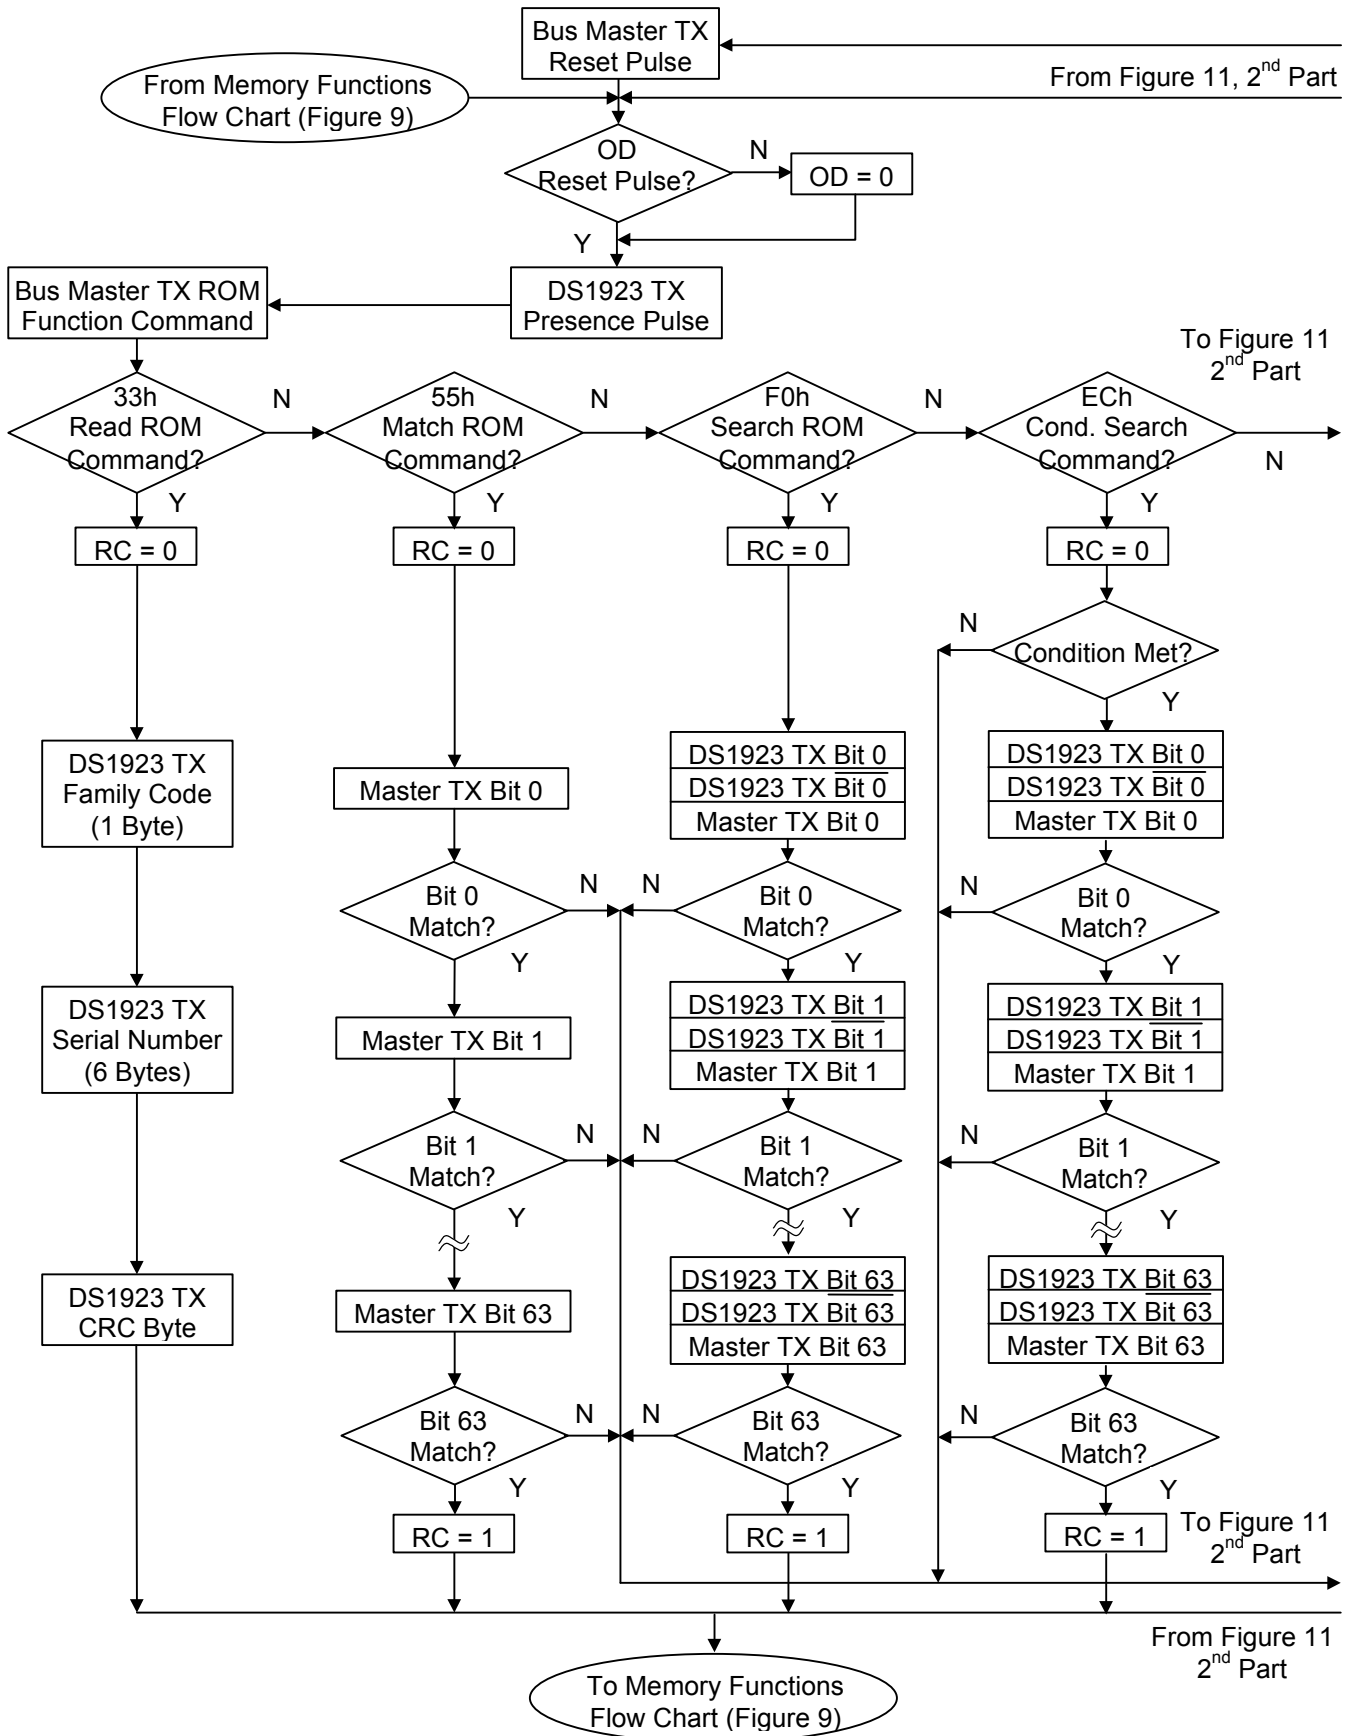 Bus Master TX
Reset Pulse
From Memory Functions
Flow Chart (Figure 9)
From Figure 11, 2nd Part
OD
Reset Pulse?
N
OD = 0
Y
Bus Master TX ROM
Function Command
DS1923 TX
Presence Pulse
To Figure 11
2nd Part
33h
Read ROM
Command?
N
Y
55h
Match ROM
Command?
N
Y
F0h
Search ROM
Command?
N
Y
ECh
Cond. Search
Command?
N
Y
RC = 0
RC = 0
RC = 0
RC = 0
N
Condition Met?
Y
DS1923 TX
Family Code
(1 Byte)
Master TX Bit 0
DS1923 TX Bit 0
DS1923 TX B̅i̅t̅ ̅0̅
Master TX Bit 0
DS1923 TX Bit 0
DS1923 TX B̅i̅t̅ ̅0̅
Master TX Bit 0
Bit 0
Match?
N
Y
N
Bit 0
Match?
Y
N
Bit 0
Match?
Y
DS1923 TX
Serial Number
(6 Bytes)
Master TX Bit 1
DS1923 TX Bit 1
DS1923 TX B̅i̅t̅ ̅1̅
Master TX Bit 1
DS1923 TX Bit 1
DS1923 TX B̅i̅t̅ ̅1̅
Master TX Bit 1
Bit 1
Match?
N
Y
N
Bit 1
Match?
Y
N
Bit 1
Match?
Y
DS1923 TX
CRC Byte
Master TX Bit 63
DS1923 TX Bit 63
DS1923 TX B̅i̅t̅ ̅6̅3̅
Master TX Bit 63
DS1923 TX Bit 63
DS1923 TX B̅i̅t̅ ̅6̅3̅
Master TX Bit 63
Bit 63
Match?
N
Y
N
Bit 63
Match?
Y
N
Bit 63
Match?
Y
RC = 1
RC = 1
RC = 1
To Figure 11
2nd Part
From Figure 11
2nd Part
To Memory Functions
Flow Chart (Figure 9)